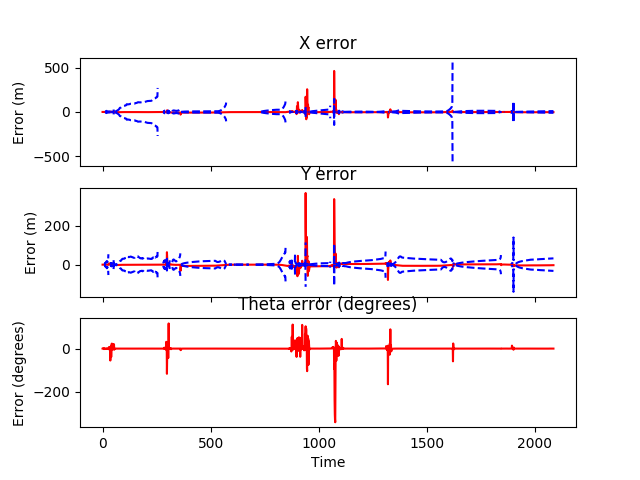 X error
Error (m)
500
0
−500
Y error
Error (m)
200
0
Theta error (degrees)
Error (degrees)
0
−200
0
500
1000
1500
2000
Time